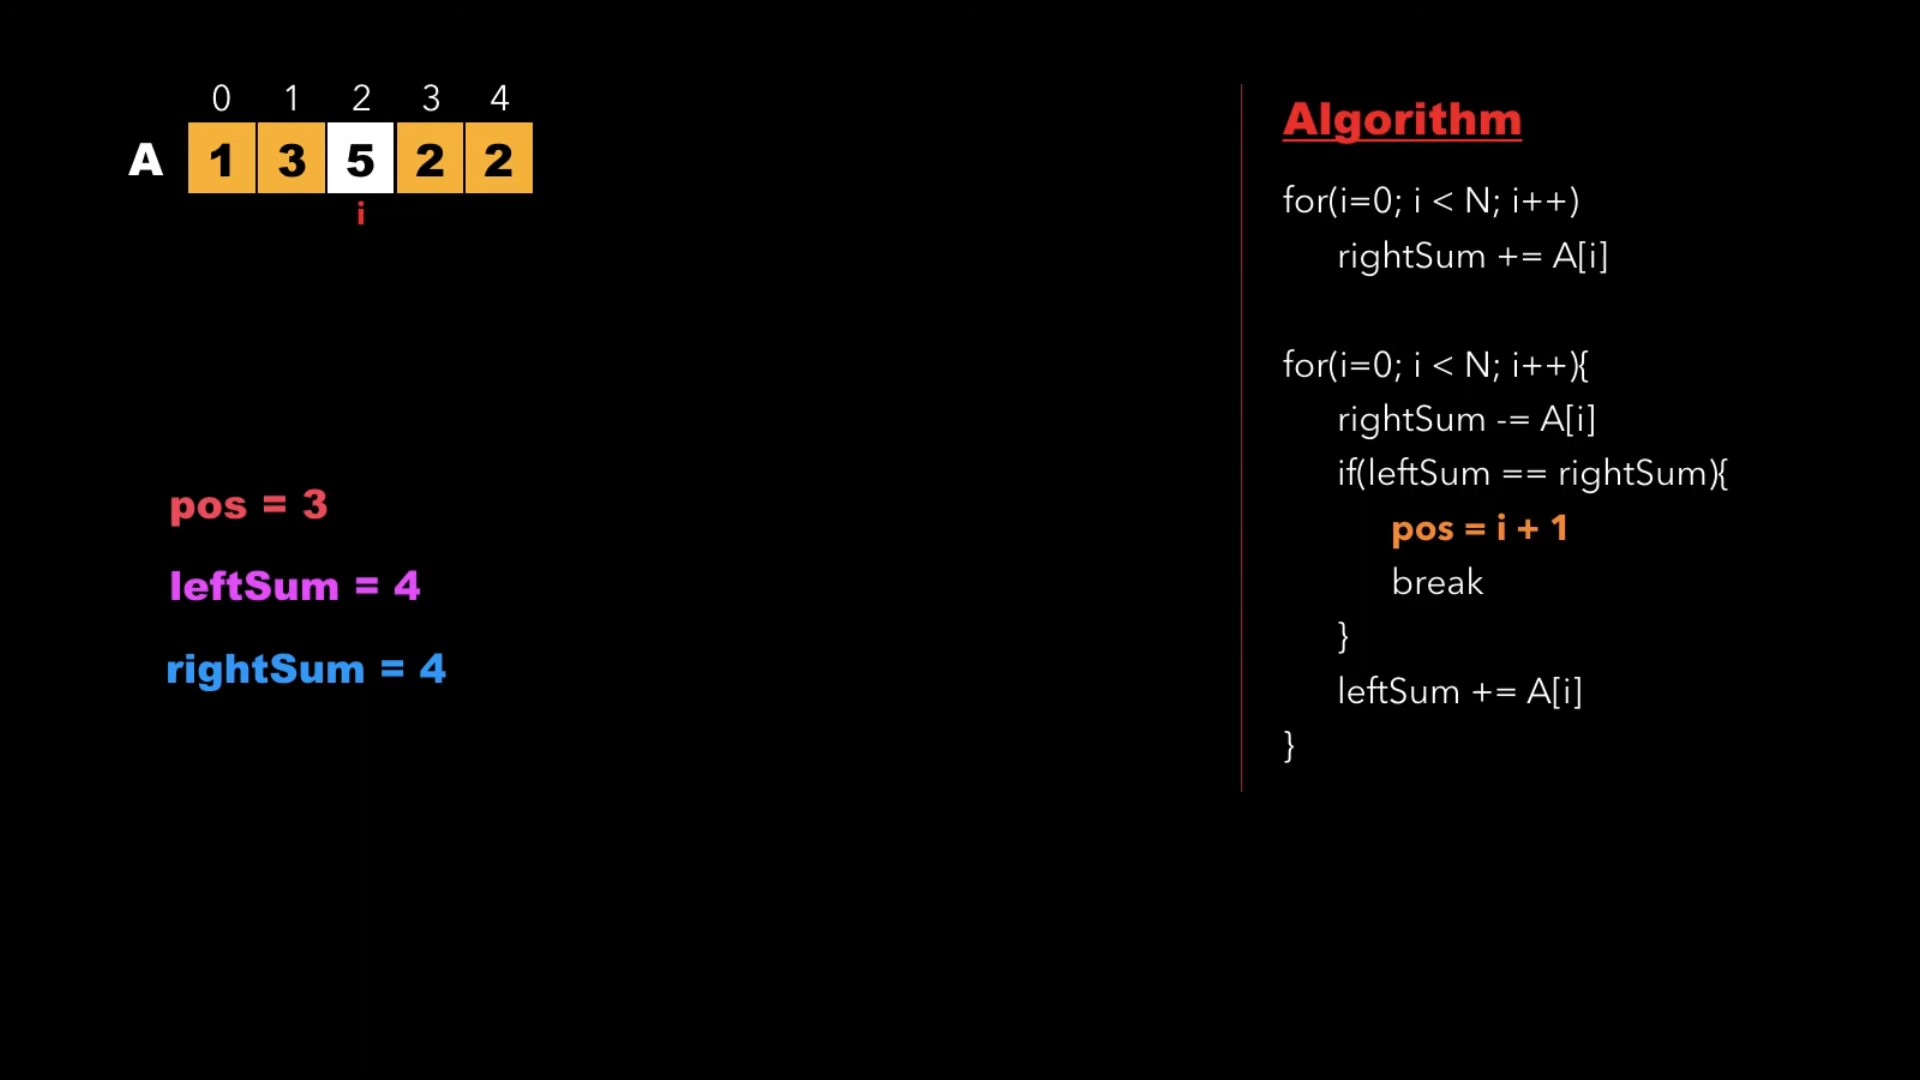 0 1 2 3 4
A 1 3 5 2 2
i
pos = 3
leftSum = 4
rightSum = 4
Algorithm
for(i=0; i < N; i++)
rightSum += A[i]
for(i=0; i < N; i++){
rightSum -= A[i]
if(leftSum == rightSum){
pos = i + 1
break
}
leftSum += A[i]
}